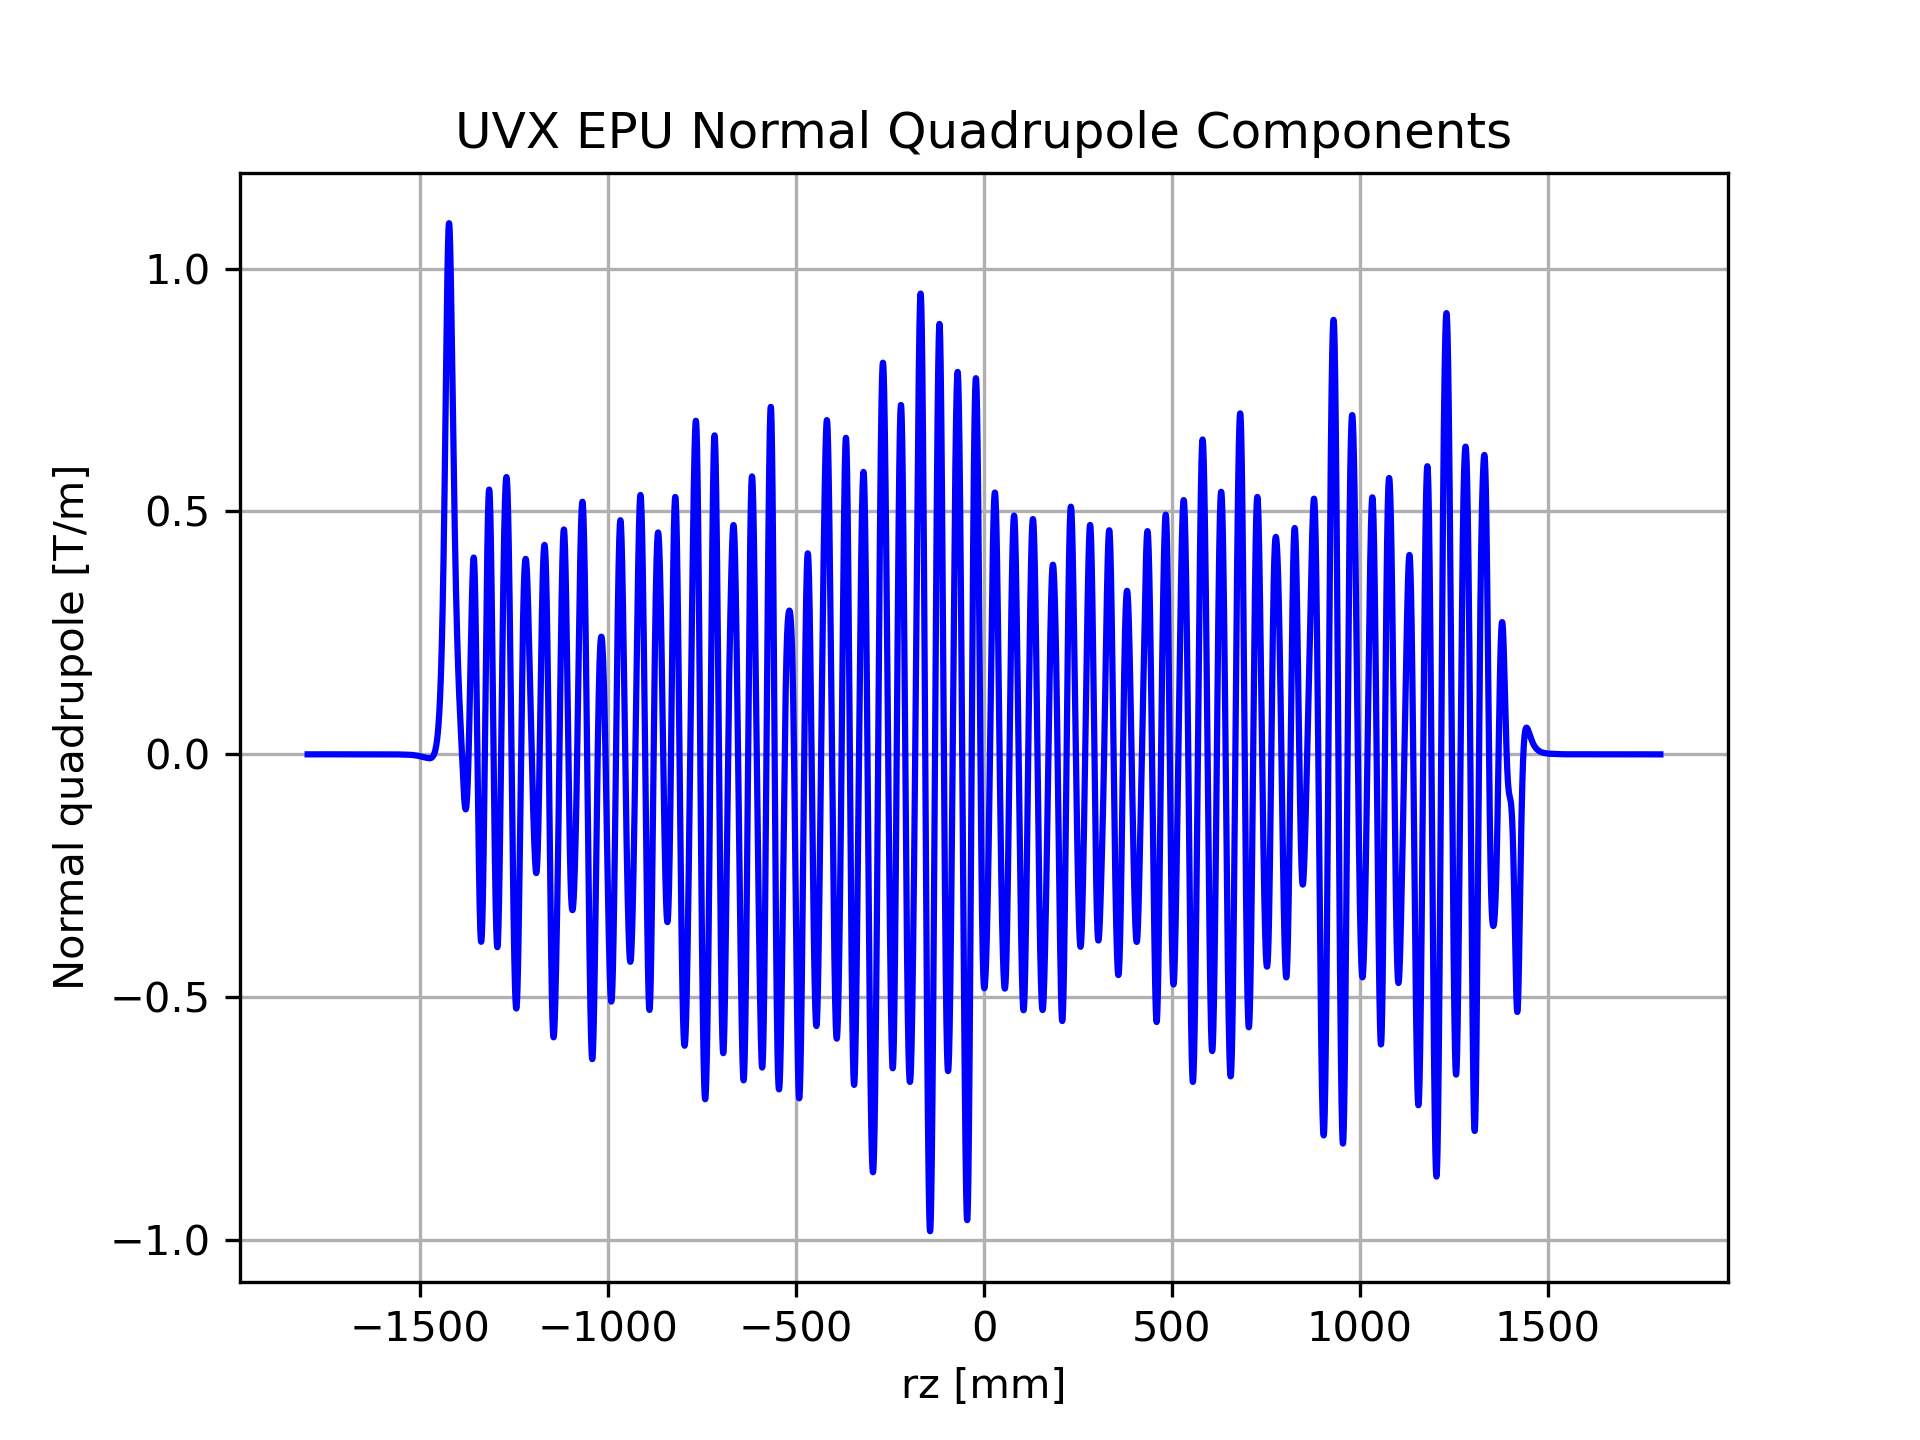 UVX EPU Normal Quadrupole Components
Normal quadrupole [T/m]
1.0
0.5
0.0
−0.5
−1.0
−1500 −1000 −500 0 500 1000 1500
rz [mm]